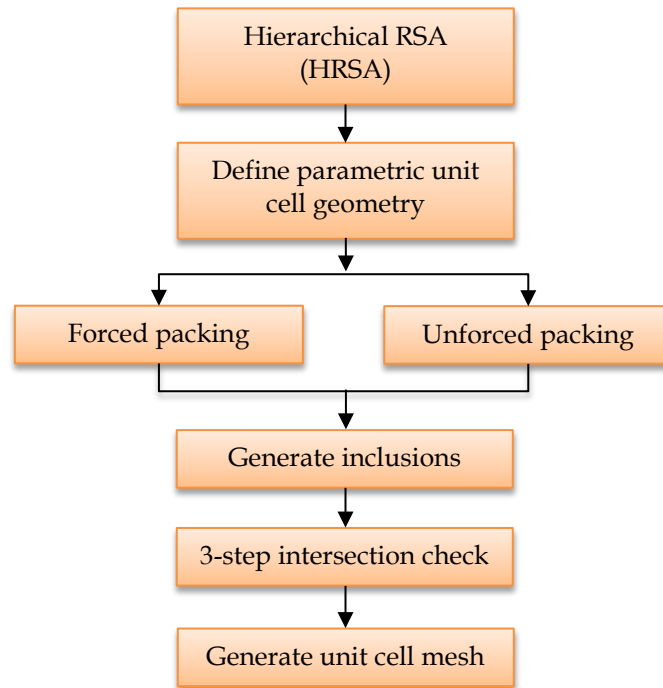 Hierarchical RSA
(HRSA)
Define parametric unit
cell geometry
Forced packing
Unforced packing
Generate inclusions
3-step intersection check
Generate unit cell mesh